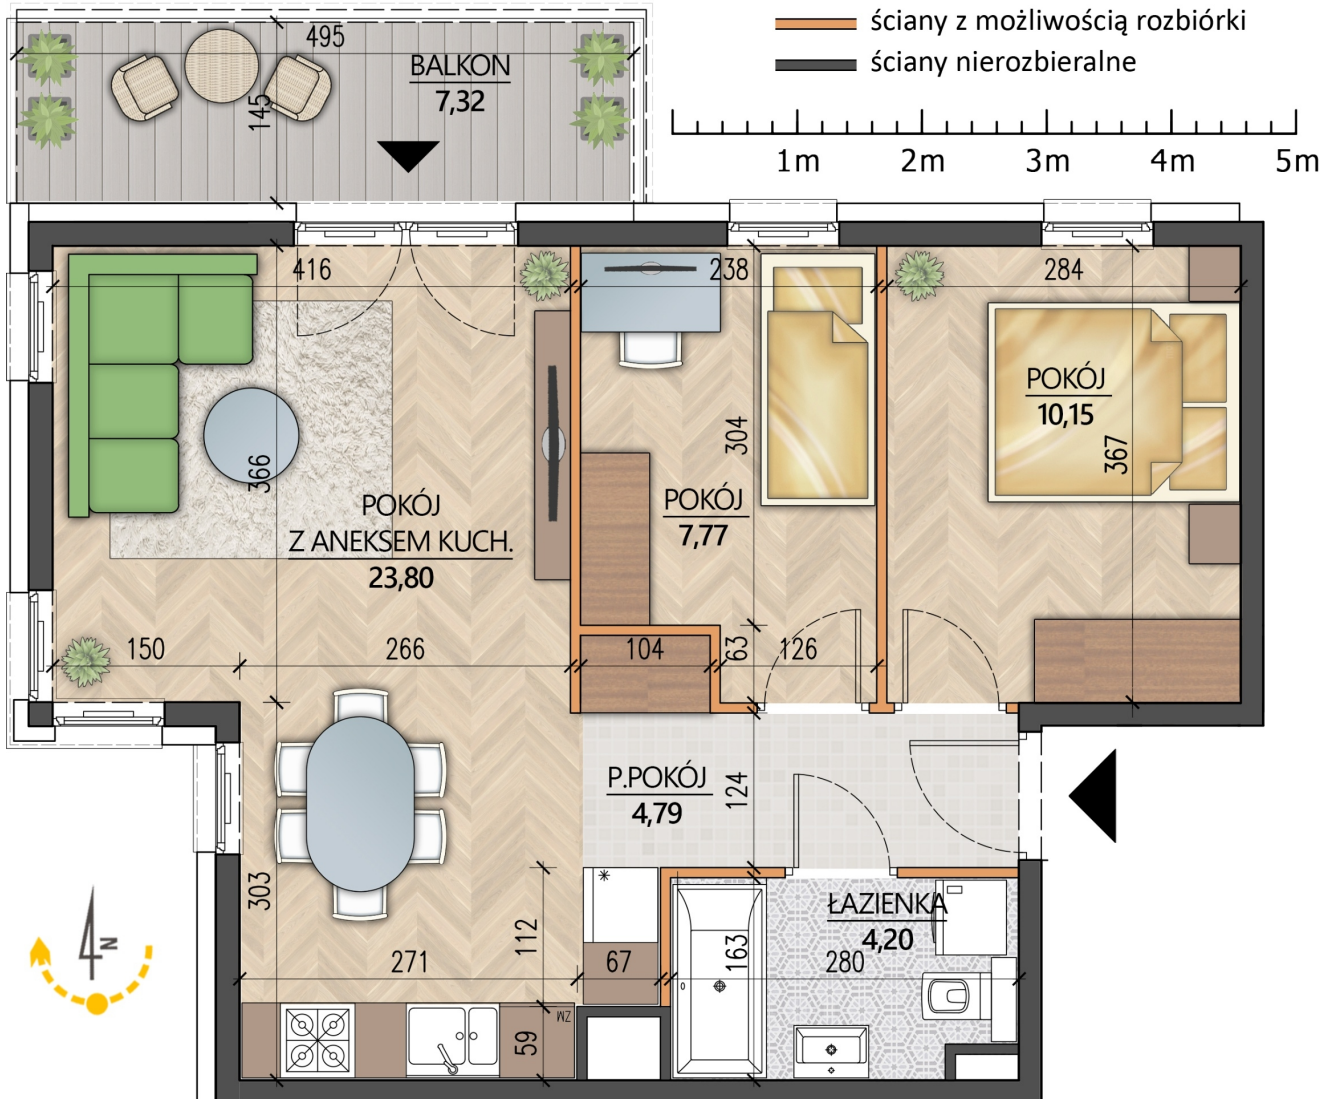 ściany z możliwością rozbiórki
ściany nierozbieralne
1m 2m 3m 4m 5m
495
BALKON
7,32
145
416
238
284
POKÓJ
10,15
304
367
366
POKÓJ
Z ANEKSEM KUCH.
23,80
POKÓJ
7,77
150
266
104
63
126
P.POKÓJ
4,79
124
303
*
ŁAZIENKA
4,20
112
163
N
271
67
280
ZM
59